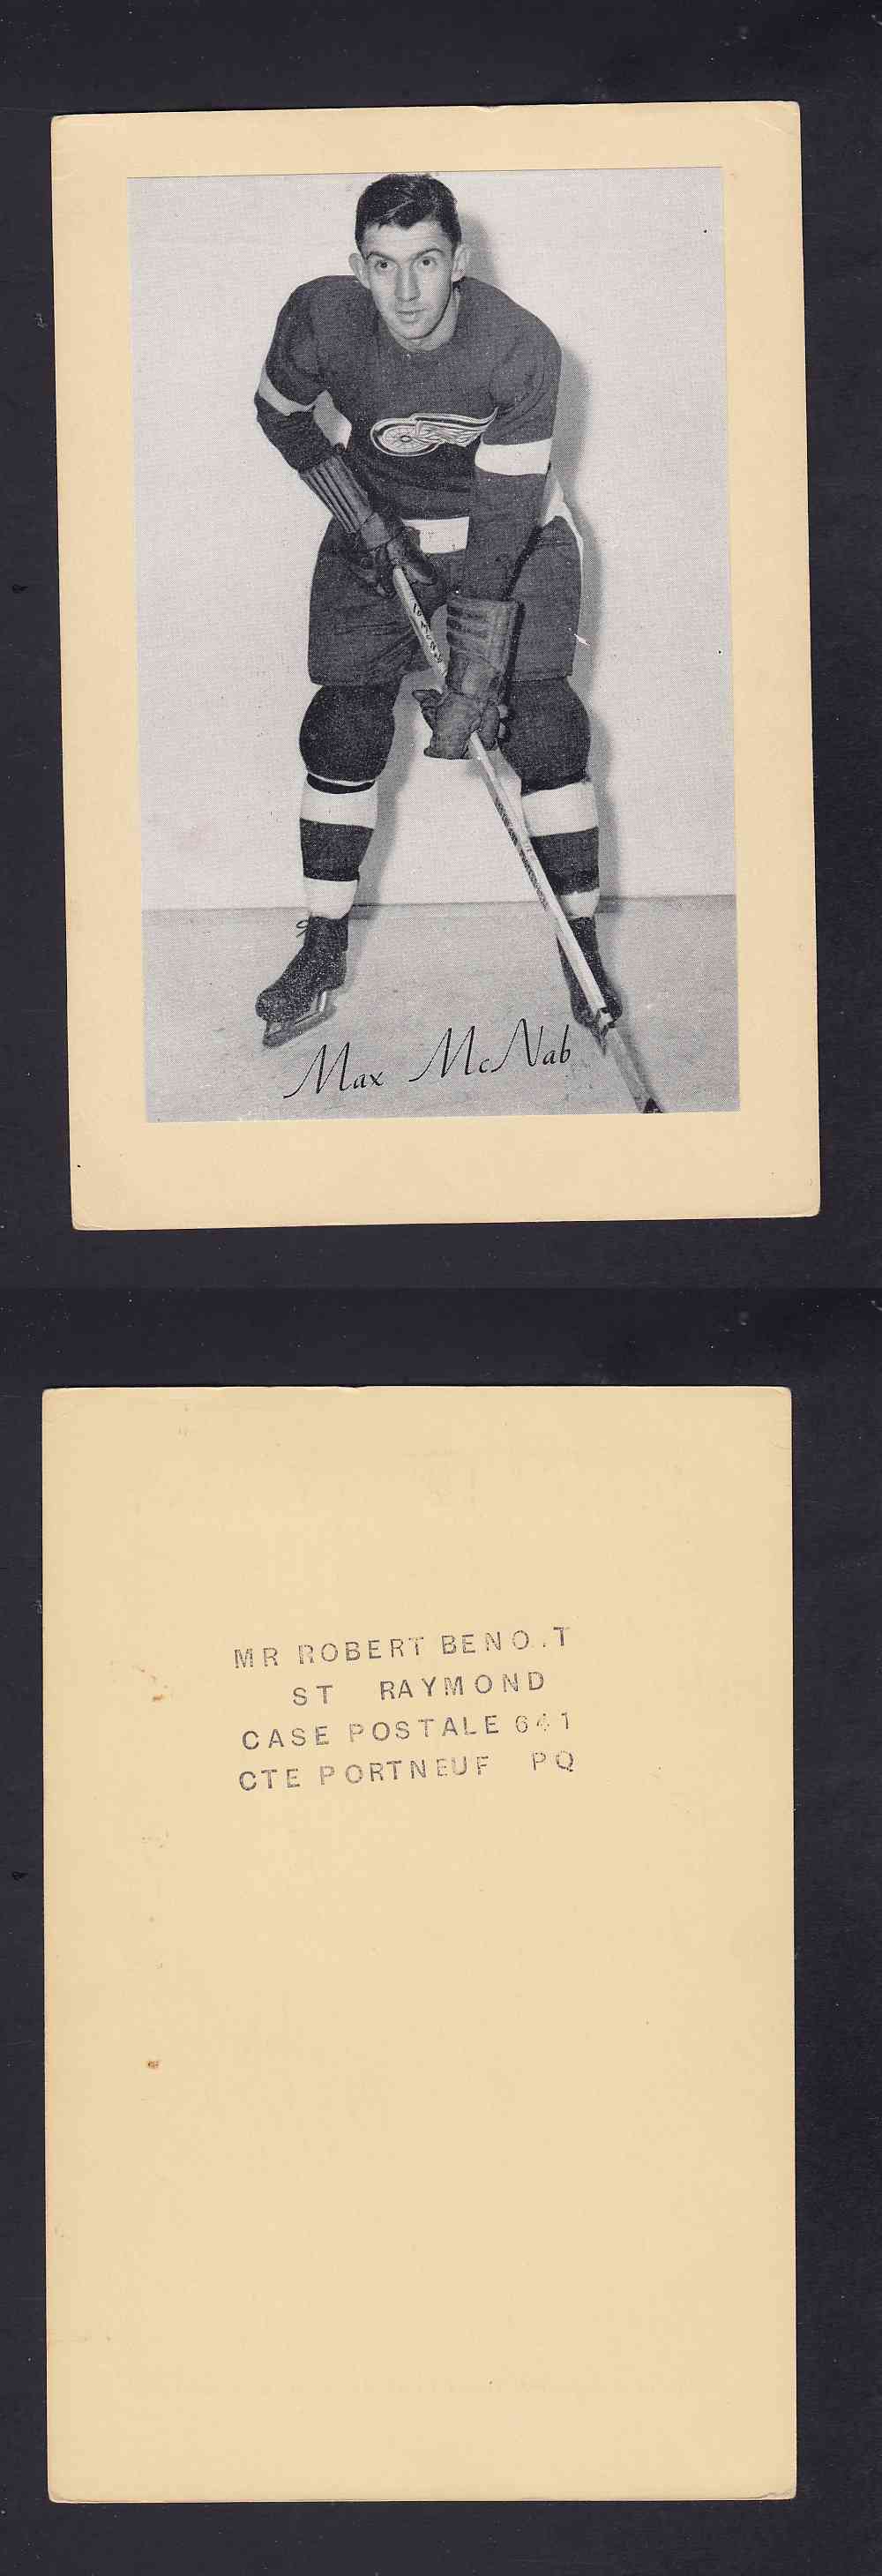 Max McNab
MR ROBERT BENO.T
ST RAYMOND
CASE POSTALE 641
CTE PORTNEUF PQ